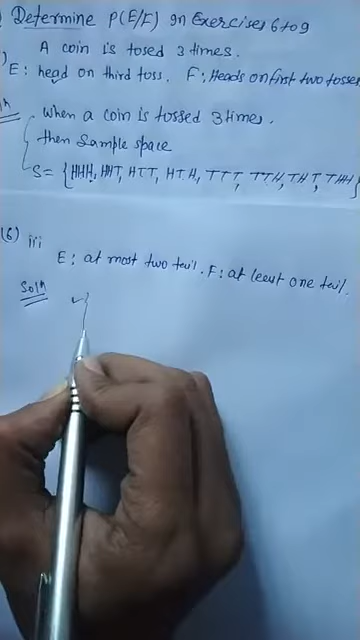 Determine P(E/F) in Exercises 6 to 9
A coin is tosed 3 times.
E: head on third toss. F: Heads on first two tosses
when a coin is tossed 3 times.
then sample space
S = {HHH, HHT, HTT, HTH, TTT, TTH, THT, THH}
(6) iii
E: at most two tail. F: at least one tail.
Solⁿ